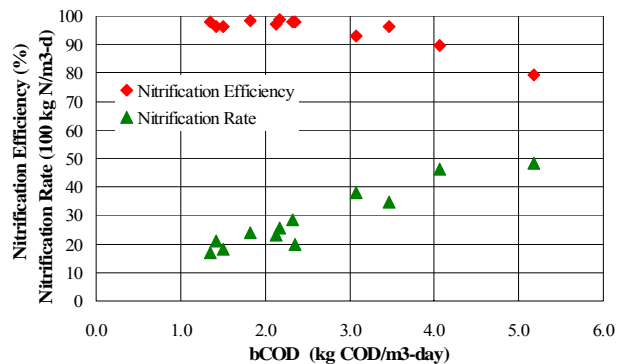 Nitrification Efficiency (%)
Nitrification Rate (100 kg N/m3-d)
100
90
80
70
60
50
40
30
20
10
0
Nitrification Efficiency
Nitrification Rate
0.0 1.0 2.0 3.0 4.0 5.0 6.0
bCOD (kg COD/m3-day)